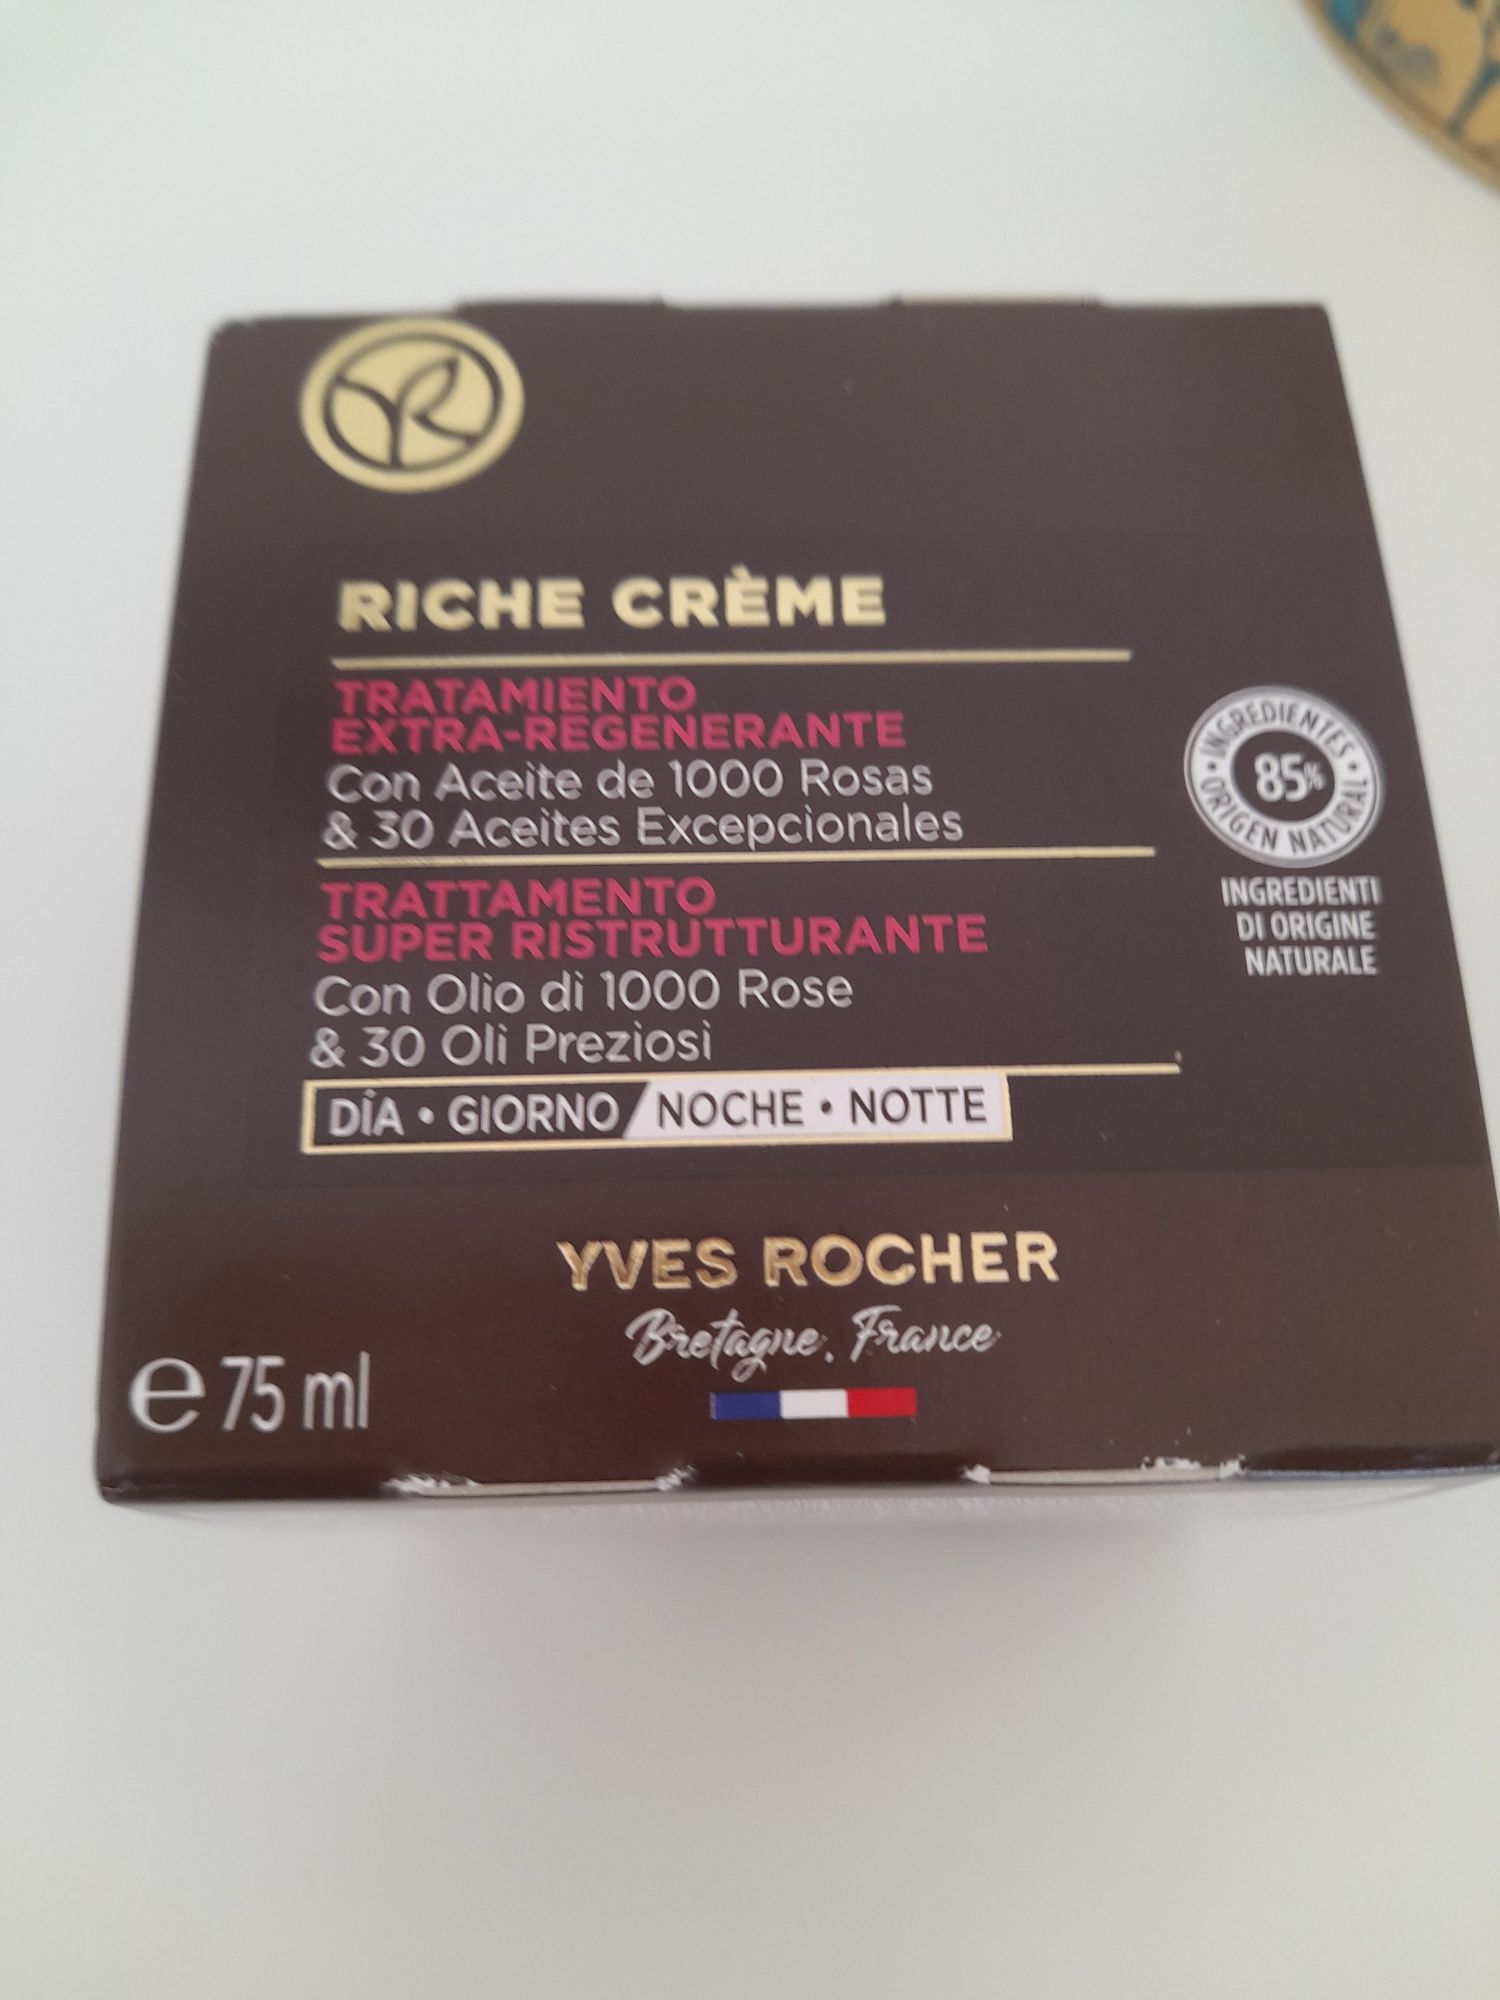 RICHE CRÈME
TRATAMIENTO
EXTRA-REGENERANTE
Con Aceite de 1000 Rosas
& 30 Aceites Excepcionales
TRATTAMENTO
SUPER RISTRUTTURANTE
Con Olio di 1000 Rose
& 30 Oli Preziosi
DÍA • GIORNO / NOCHE • NOTTE
• INGREDIENTES •
ORIGEN NATURAL
85%
INGREDIENTI
DI ORIGINE
NATURALE
YVES ROCHER
Bretagne, France
e 75 ml